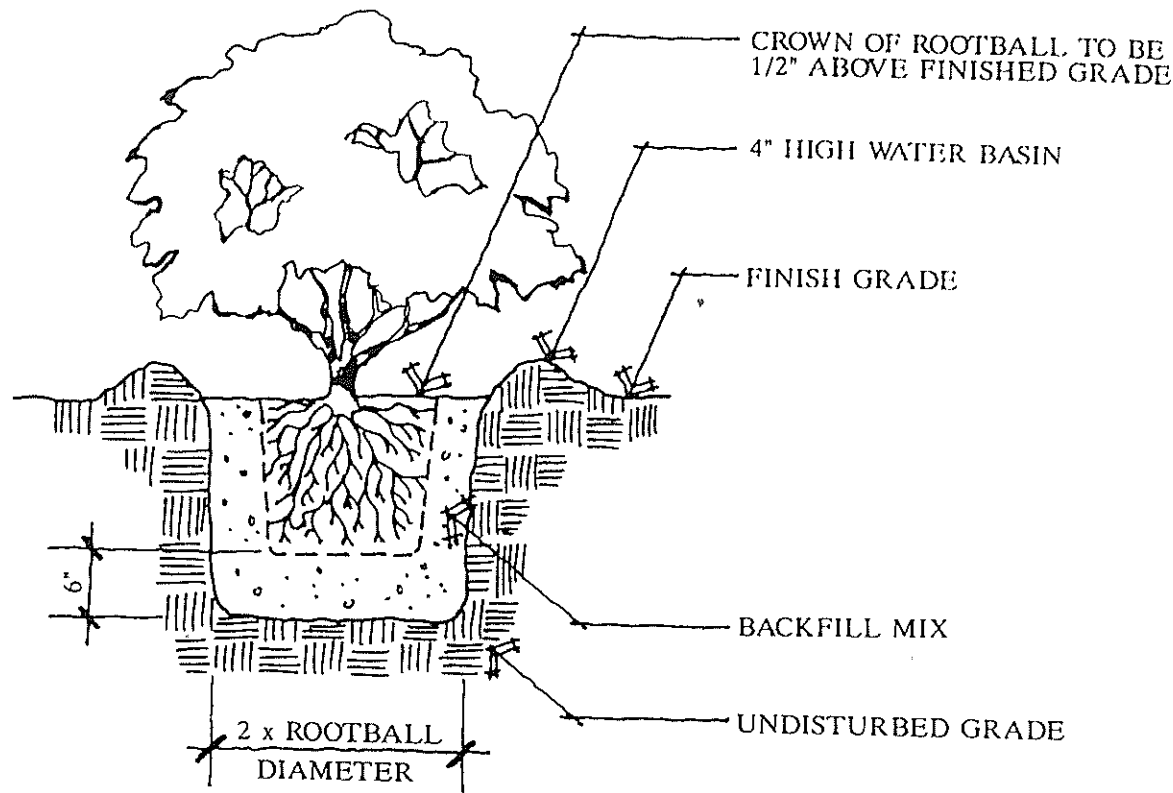 CROWN OF ROOTBALL TO BE
1/2" ABOVE FINISHED GRADE
4" HIGH WATER BASIN
FINISH GRADE
6"
BACKFILL MIX
UNDISTURBED GRADE
2 x ROOTBALL
DIAMETER